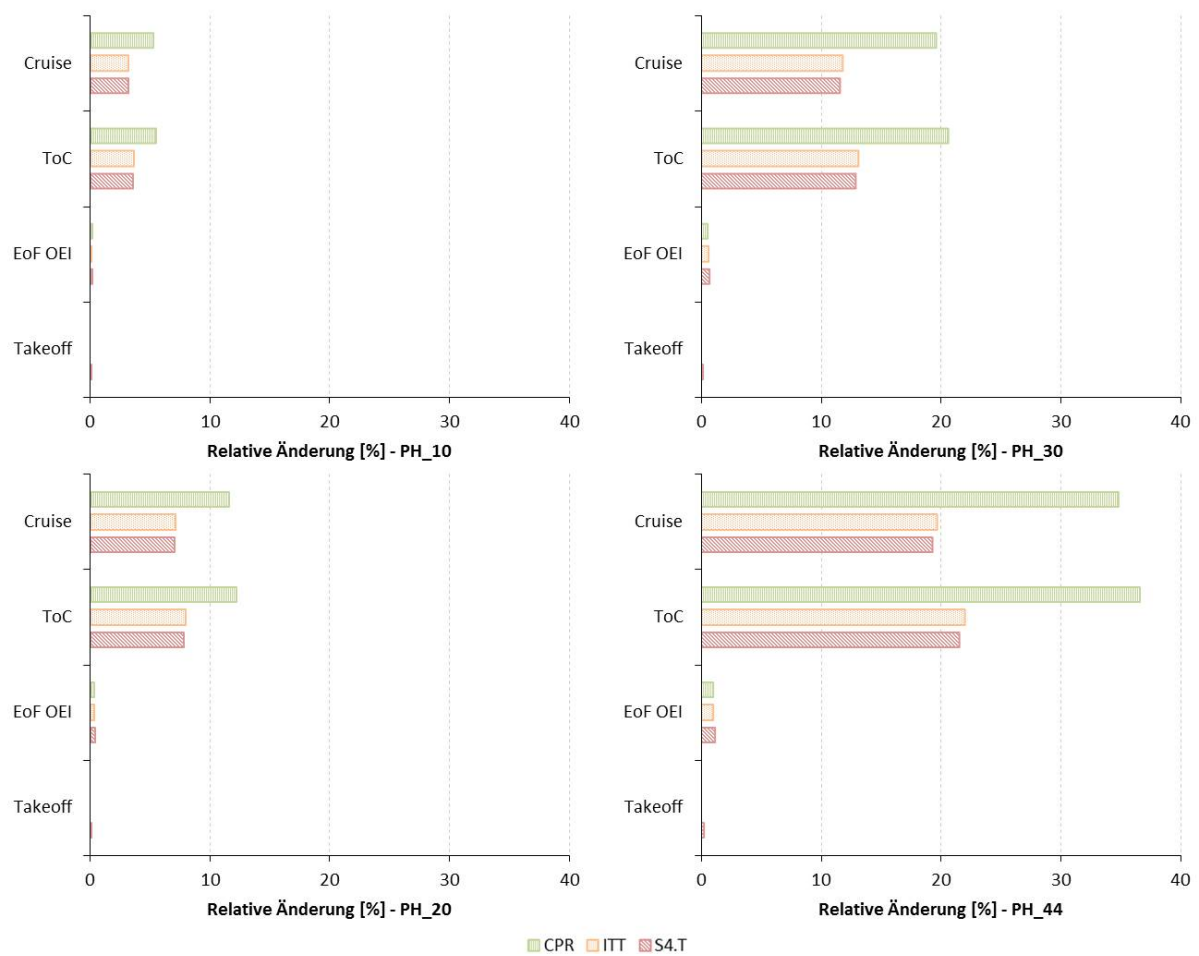 Cruise
ToC
EoF OEI
Takeoff
0 10 20 30 40
Relative Änderung [%] - PH_10
Cruise
ToC
EoF OEI
Takeoff
0 10 20 30 40
Relative Änderung [%] - PH_30
Cruise
ToC
EoF OEI
Takeoff
0 10 20 30 40
Relative Änderung [%] - PH_20
Cruise
ToC
EoF OEI
Takeoff
0 10 20 30 40
Relative Änderung [%] - PH_44
CPR ITT S4.T